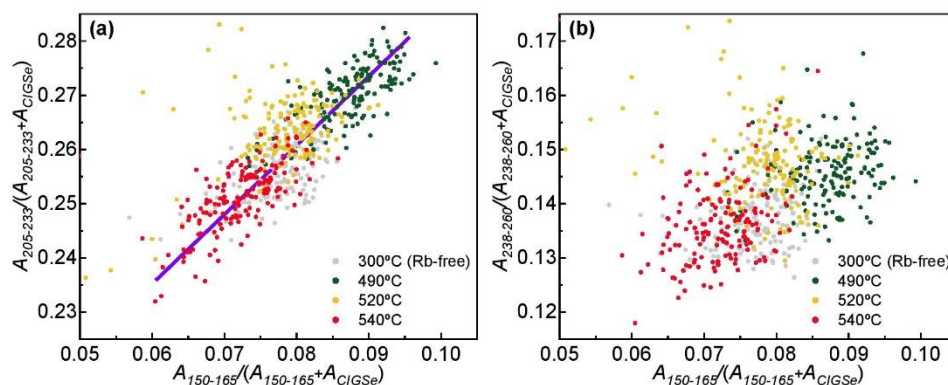 (a)
A205-233/(A205-233+ACIGSe)
0.28
0.27
0.26
0.25
0.24
0.23
300ºC (Rb-free)
490ºC
520ºC
540ºC
0.05 0.06 0.07 0.08 0.09 0.10
A150-165/(A150-165+ACIGSe)
(b)
A238-260/(A238-260+ACIGSe)
0.17
0.16
0.15
0.14
0.13
0.12
300ºC (Rb-free)
490ºC
520ºC
540ºC
0.05 0.06 0.07 0.08 0.09 0.10
A150-165/(A150-165+ACIGSe)